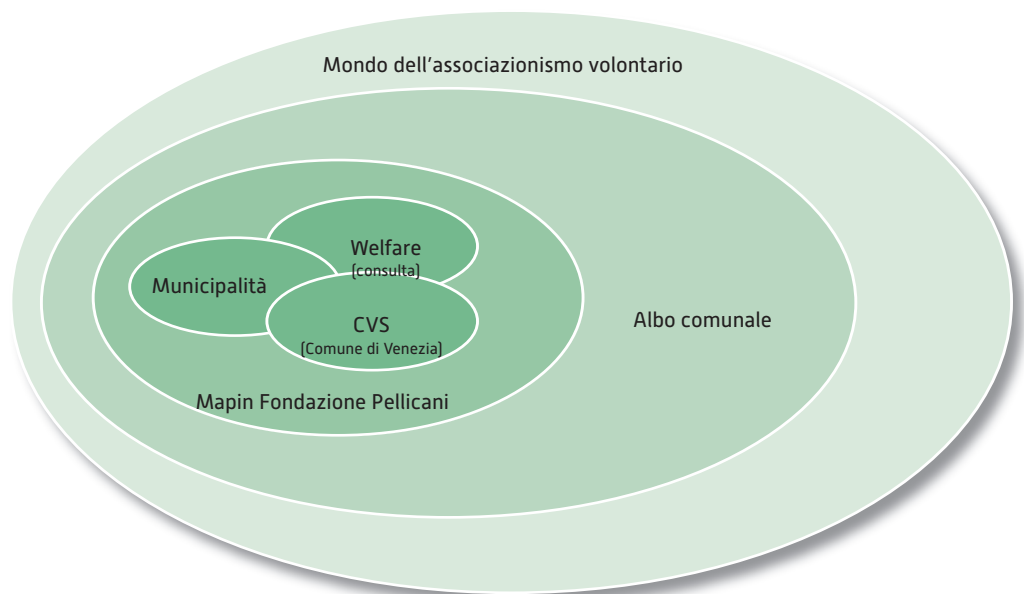 Mondo dell'associazionismo volontario
Welfare
(consulta)
Municipalità
CVS
(Comune di Venezia)
Albo comunale
Mapin Fondazione Pellicani